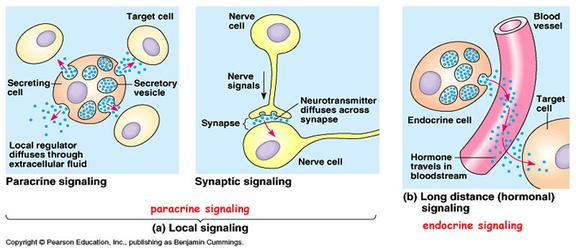 Target cell
Secreting
cell
Secretory
vesicle
Local regulator
diffuses through
extracellular fluid
Paracrine signaling
Nerve
cell
Nerve
signals
Neurotransmitter
diffuses across
synapse
Synapse
Nerve cell
Synaptic signaling
paracrine signaling
(a) Local signaling
Blood
vessel
Target
cell
Endocrine cell
Hormone
travels in
bloodstream
(b) Long distance (hormonal)
signaling
endocrine signaling
Copyright © Pearson Education, Inc., publishing as Benjamin Cummings.